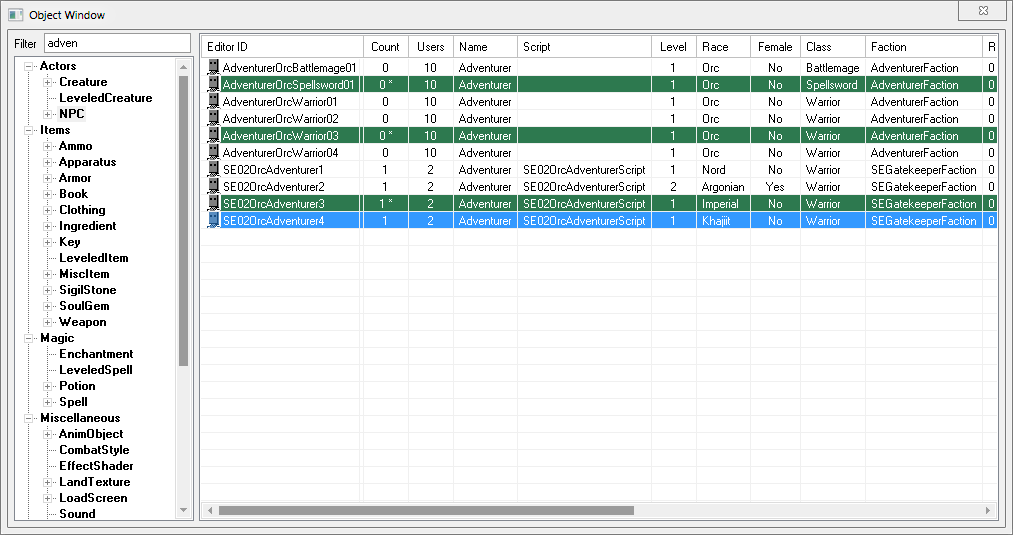 Object Window
Filter adven
Actors
Creature
LeveledCreature
NPC
Items
Ammo
Apparatus
Armor
Book
Clothing
Ingredient
Key
LeveledItem
MiscItem
SigilStone
SoulGem
Weapon
Magic
Enchantment
LeveledSpell
Potion
Spell
Miscellaneous
AnimObject
CombatStyle
EffectShader
LandTexture
LoadScreen
Sound
Editor ID Count Users Name Script Level Race Female Class Faction R
AdventurerOrcBattlemage01 0 10 Adventurer 1 Orc No Battlemage AdventurerFaction 0
AdventurerOrcSpellsword01 0 * 10 Adventurer 1 Orc No Spellsword AdventurerFaction 0
AdventurerOrcWarrior01 0 10 Adventurer 1 Orc No Warrior AdventurerFaction 0
AdventurerOrcWarrior02 0 10 Adventurer 1 Orc No Warrior AdventurerFaction 0
AdventurerOrcWarrior03 0 * 10 Adventurer 1 Orc No Warrior AdventurerFaction 0
AdventurerOrcWarrior04 0 10 Adventurer 1 Orc No Warrior AdventurerFaction 0
SE02OrcAdventurer1 1 2 Adventurer SE02OrcAdventurerScript 1 Nord No Warrior SEGatekeeperFaction 0
SE02OrcAdventurer2 1 2 Adventurer SE02OrcAdventurerScript 2 Argonian Yes Warrior SEGatekeeperFaction 0
SE02OrcAdventurer3 1 * 2 Adventurer SE02OrcAdventurerScript 1 Imperial No Warrior SEGatekeeperFaction 0
SE02OrcAdventurer4 1 2 Adventurer SE02OrcAdventurerScript 1 Khajiit No Warrior SEGatekeeperFaction 0